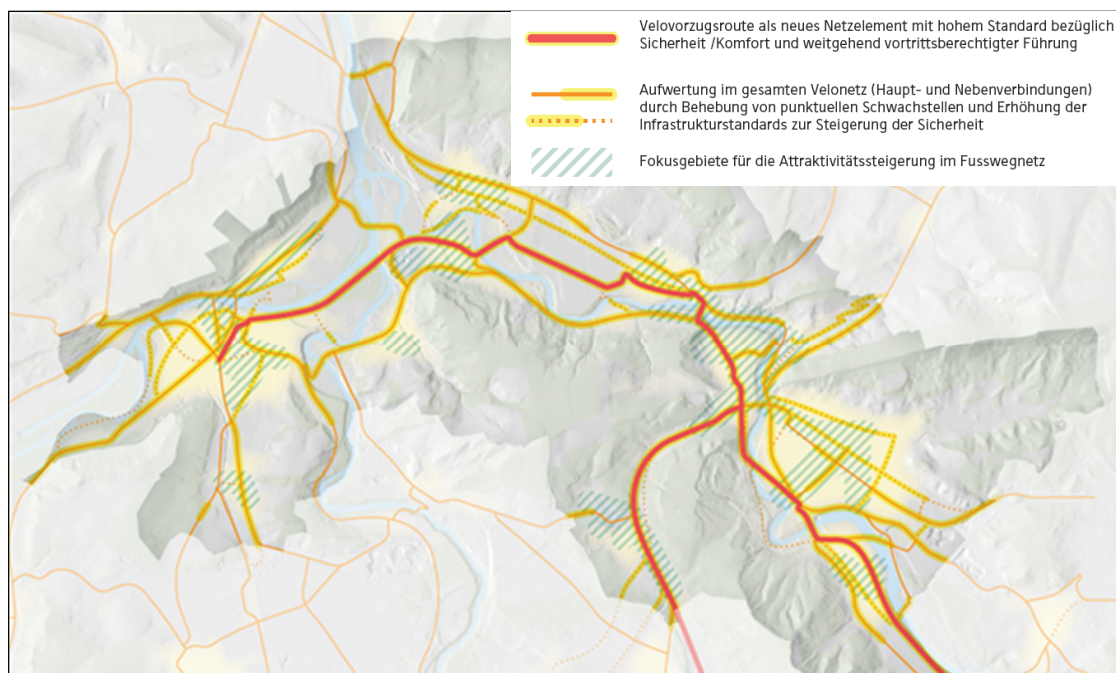 Velovorzugsroute als neues Netzelement mit hohem Standard bezüglich
Sicherheit /Komfort und weitgehend vortrittsberechtigter Führung
Aufwertung im gesamten Velonetz (Haupt- und Nebenverbindungen)
durch Behebung von punktuellen Schwachstellen und Erhöhung der
Infrastrukturstandards zur Steigerung der Sicherheit
Fokusgebiete für die Attraktivitätssteigerung im Fusswegnetz